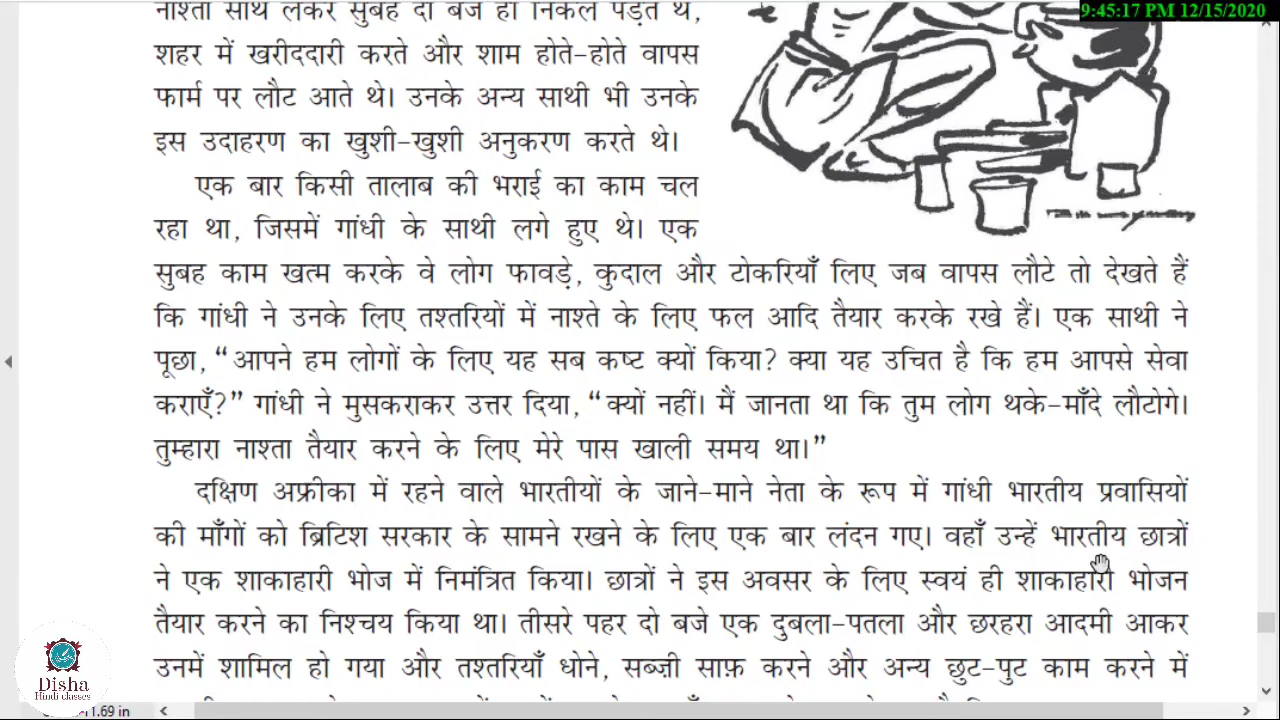 9:45:17 PM 12/15/2020
नाश्ता साथ लेकर सुबह दो बजे ही निकल पड़ते थे,
शहर में खरीददारी करते और शाम होते-होते वापस
फार्म पर लौट आते थे। उनके अन्य साथी भी उनके
इस उदाहरण का खुशी-खुशी अनुकरण करते थे।
एक बार किसी तालाब की भराई का काम चल
रहा था, जिसमें गांधी के साथी लगे हुए थे। एक
सुबह काम खत्म करके वे लोग फावड़े, कुदाल और टोकरियाँ लिए जब वापस लौटे तो देखते हैं
कि गांधी ने उनके लिए तश्तरियों में नाश्ते के लिए फल आदि तैयार करके रखे हैं। एक साथी ने
पूछा, “आपने हम लोगों के लिए यह सब कष्ट क्यों किया? क्या यह उचित है कि हम आपसे सेवा
कराएँ?” गांधी ने मुसकराकर उत्तर दिया, “क्यों नहीं। मैं जानता था कि तुम लोग थके-माँदे लौटोगे।
तुम्हारा नाश्ता तैयार करने के लिए मेरे पास खाली समय था।”
दक्षिण अफ्रीका में रहने वाले भारतीयों के जाने-माने नेता के रूप में गांधी भारतीय प्रवासियों
की माँगों को ब्रिटिश सरकार के सामने रखने के लिए एक बार लंदन गए। वहाँ उन्हें भारतीय छात्रों
ने एक शाकाहारी भोज में निमंत्रित किया। छात्रों ने इस अवसर के लिए स्वयं ही शाकाहारी भोजन
तैयार करने का निश्चय किया था। तीसरे पहर दो बजे एक दुबला-पतला और छरहरा आदमी आकर
उनमें शामिल हो गया और तश्तरियाँ धोने, सब्ज़ी साफ़ करने और अन्य छुट-पुट काम करने में
Disha
Hindi classes
1.69 in